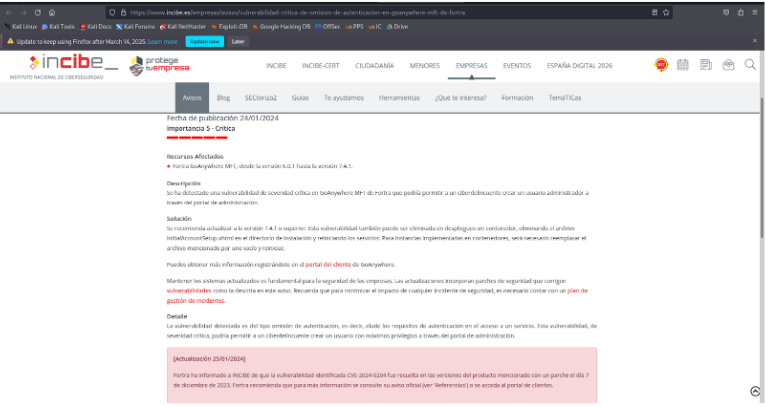 https://www.incibe.es/empresas/avisos/vulnerabilidad-critica-de-omision-de-autenticacion-en-goanywhere-mft-de-fortra
Kali Linux Kali Tools Kali Docs Kali Forums Kali NetHunter Exploit-DB Google Hacking DB OffSec PPS IC Drive
Update to keep using Firefox after March 14, 2025. Learn more Update now Later
incibe_ protege tuempresa INCIBE INCIBE-CERT CIUDADANÍA MENORES EMPRESAS EVENTOS ESPAÑA DIGITAL 2026
INSTITUTO NACIONAL DE CIBERSEGURIDAD
Avisos Blog SECtoriza2 Guías Te ayudamos Herramientas ¿Qué te interesa? Formación TemáTICas
Fecha de publicación 24/01/2024
Importancia 5 - Crítica
Recursos Afectados
Fortra GoAnywhere MFT, desde la versión 6.0.1 hasta la versión 7.4.1.
Descripción
Se ha detectado una vulnerabilidad de severidad crítica en GoAnywhere MFT de Fortra que podría permitir a un ciberdelincuente crear un usuario administrador a
través del portal de administración.
Solución
Se recomienda actualizar a la versión 7.4.1 o superior. Esta vulnerabilidad también puede ser eliminada en despliegues sin contenedor, eliminando el archivo
InitialAccountSetup.xhtml en el directorio de instalación y reiniciando los servicios. Para instancias implementadas en contenedores, será necesario reemplazar el
archivo mencionado por uno vacío y reiniciar.
Puedes obtener más información registrándote en el portal del cliente de GoAnywhere.
Mantener los sistemas actualizados es fundamental para la seguridad de las empresas. Las actualizaciones incorporan parches de seguridad que corrigen
vulnerabilidades como la descrita en este aviso. Recuerda que para minimizar el impacto de cualquier incidente de seguridad, es necesario contar con un plan de
gestión de incidentes.
Detalle
La vulnerabilidad detectada es del tipo omisión de autenticación, es decir, elude los requisitos de autenticación en el acceso a un servicio. Esta vulnerabilidad, de
severidad crítica, podría permitir a un ciberdelincuente crear un usuario con máximos privilegios a través del portal de administración.
[Actualización 25/01/2024]
Fortra ha informado a INCIBE de que la vulnerabilidad identificada CVE-2024-0204 fue resuelta en las versiones del producto mencionado con un parche el día 7
de diciembre de 2023. Fortra recomienda que para más información se consulte su aviso oficial (ver 'Referencias') o se acceda al portal de clientes.